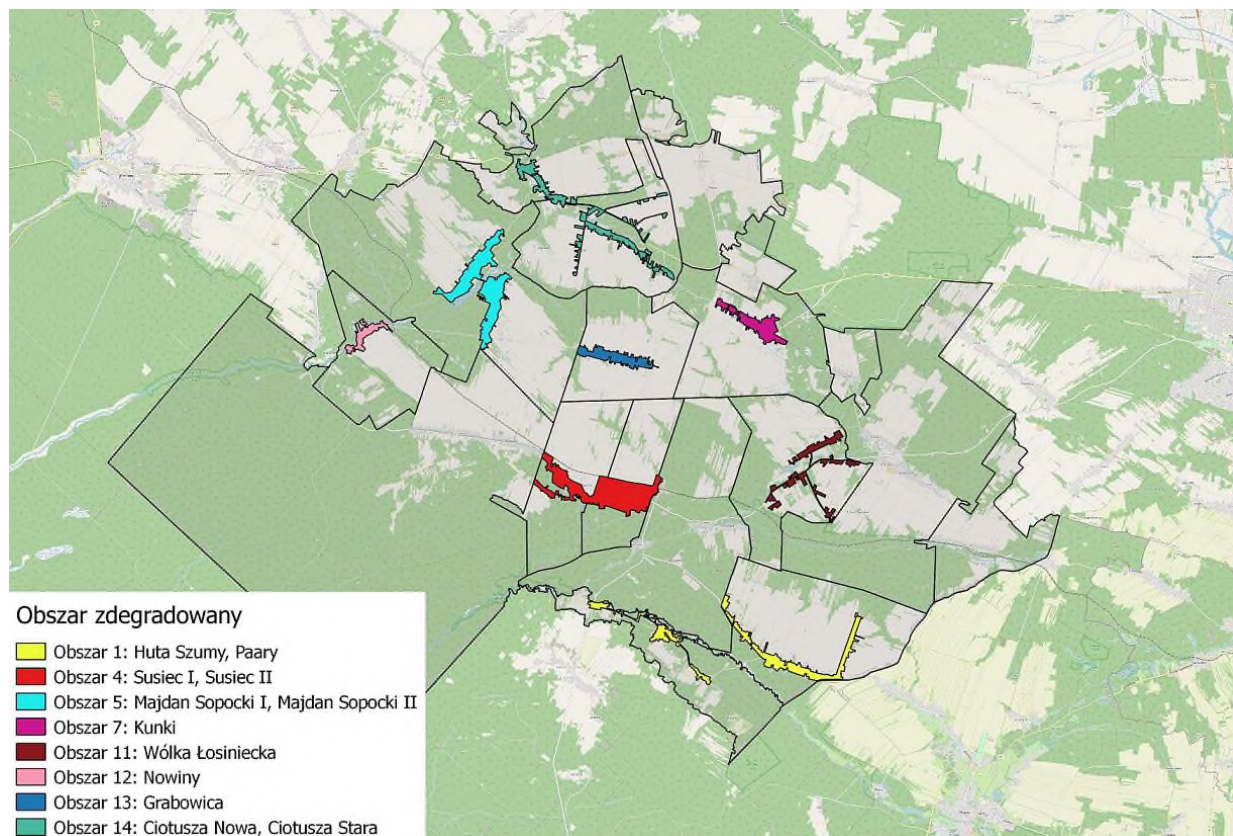 Obszar zdegradowany
Obszar 1: Huta Szumy, Paary
Obszar 4: Susiec I, Susiec II
Obszar 5: Majdan Sopocki I, Majdan Sopocki II
Obszar 7: Kunki
Obszar 11: Wólka Łosiniecka
Obszar 12: Nowiny
Obszar 13: Grabowica
Obszar 14: Ciotusza Nowa, Ciotusza Stara